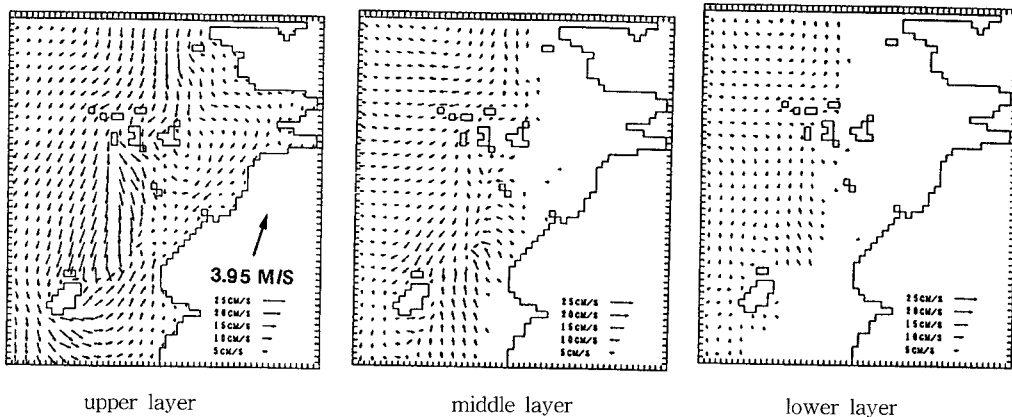 3.95 M/S
25CM/S
20CM/S
15CM/S
10CM/S
5CM/S
upper layer
25CM/S
20CM/S
15CM/S
10CM/S
5CM/S
middle layer
25CM/S
20CM/S
15CM/S
10CM/S
5CM/S
lower layer